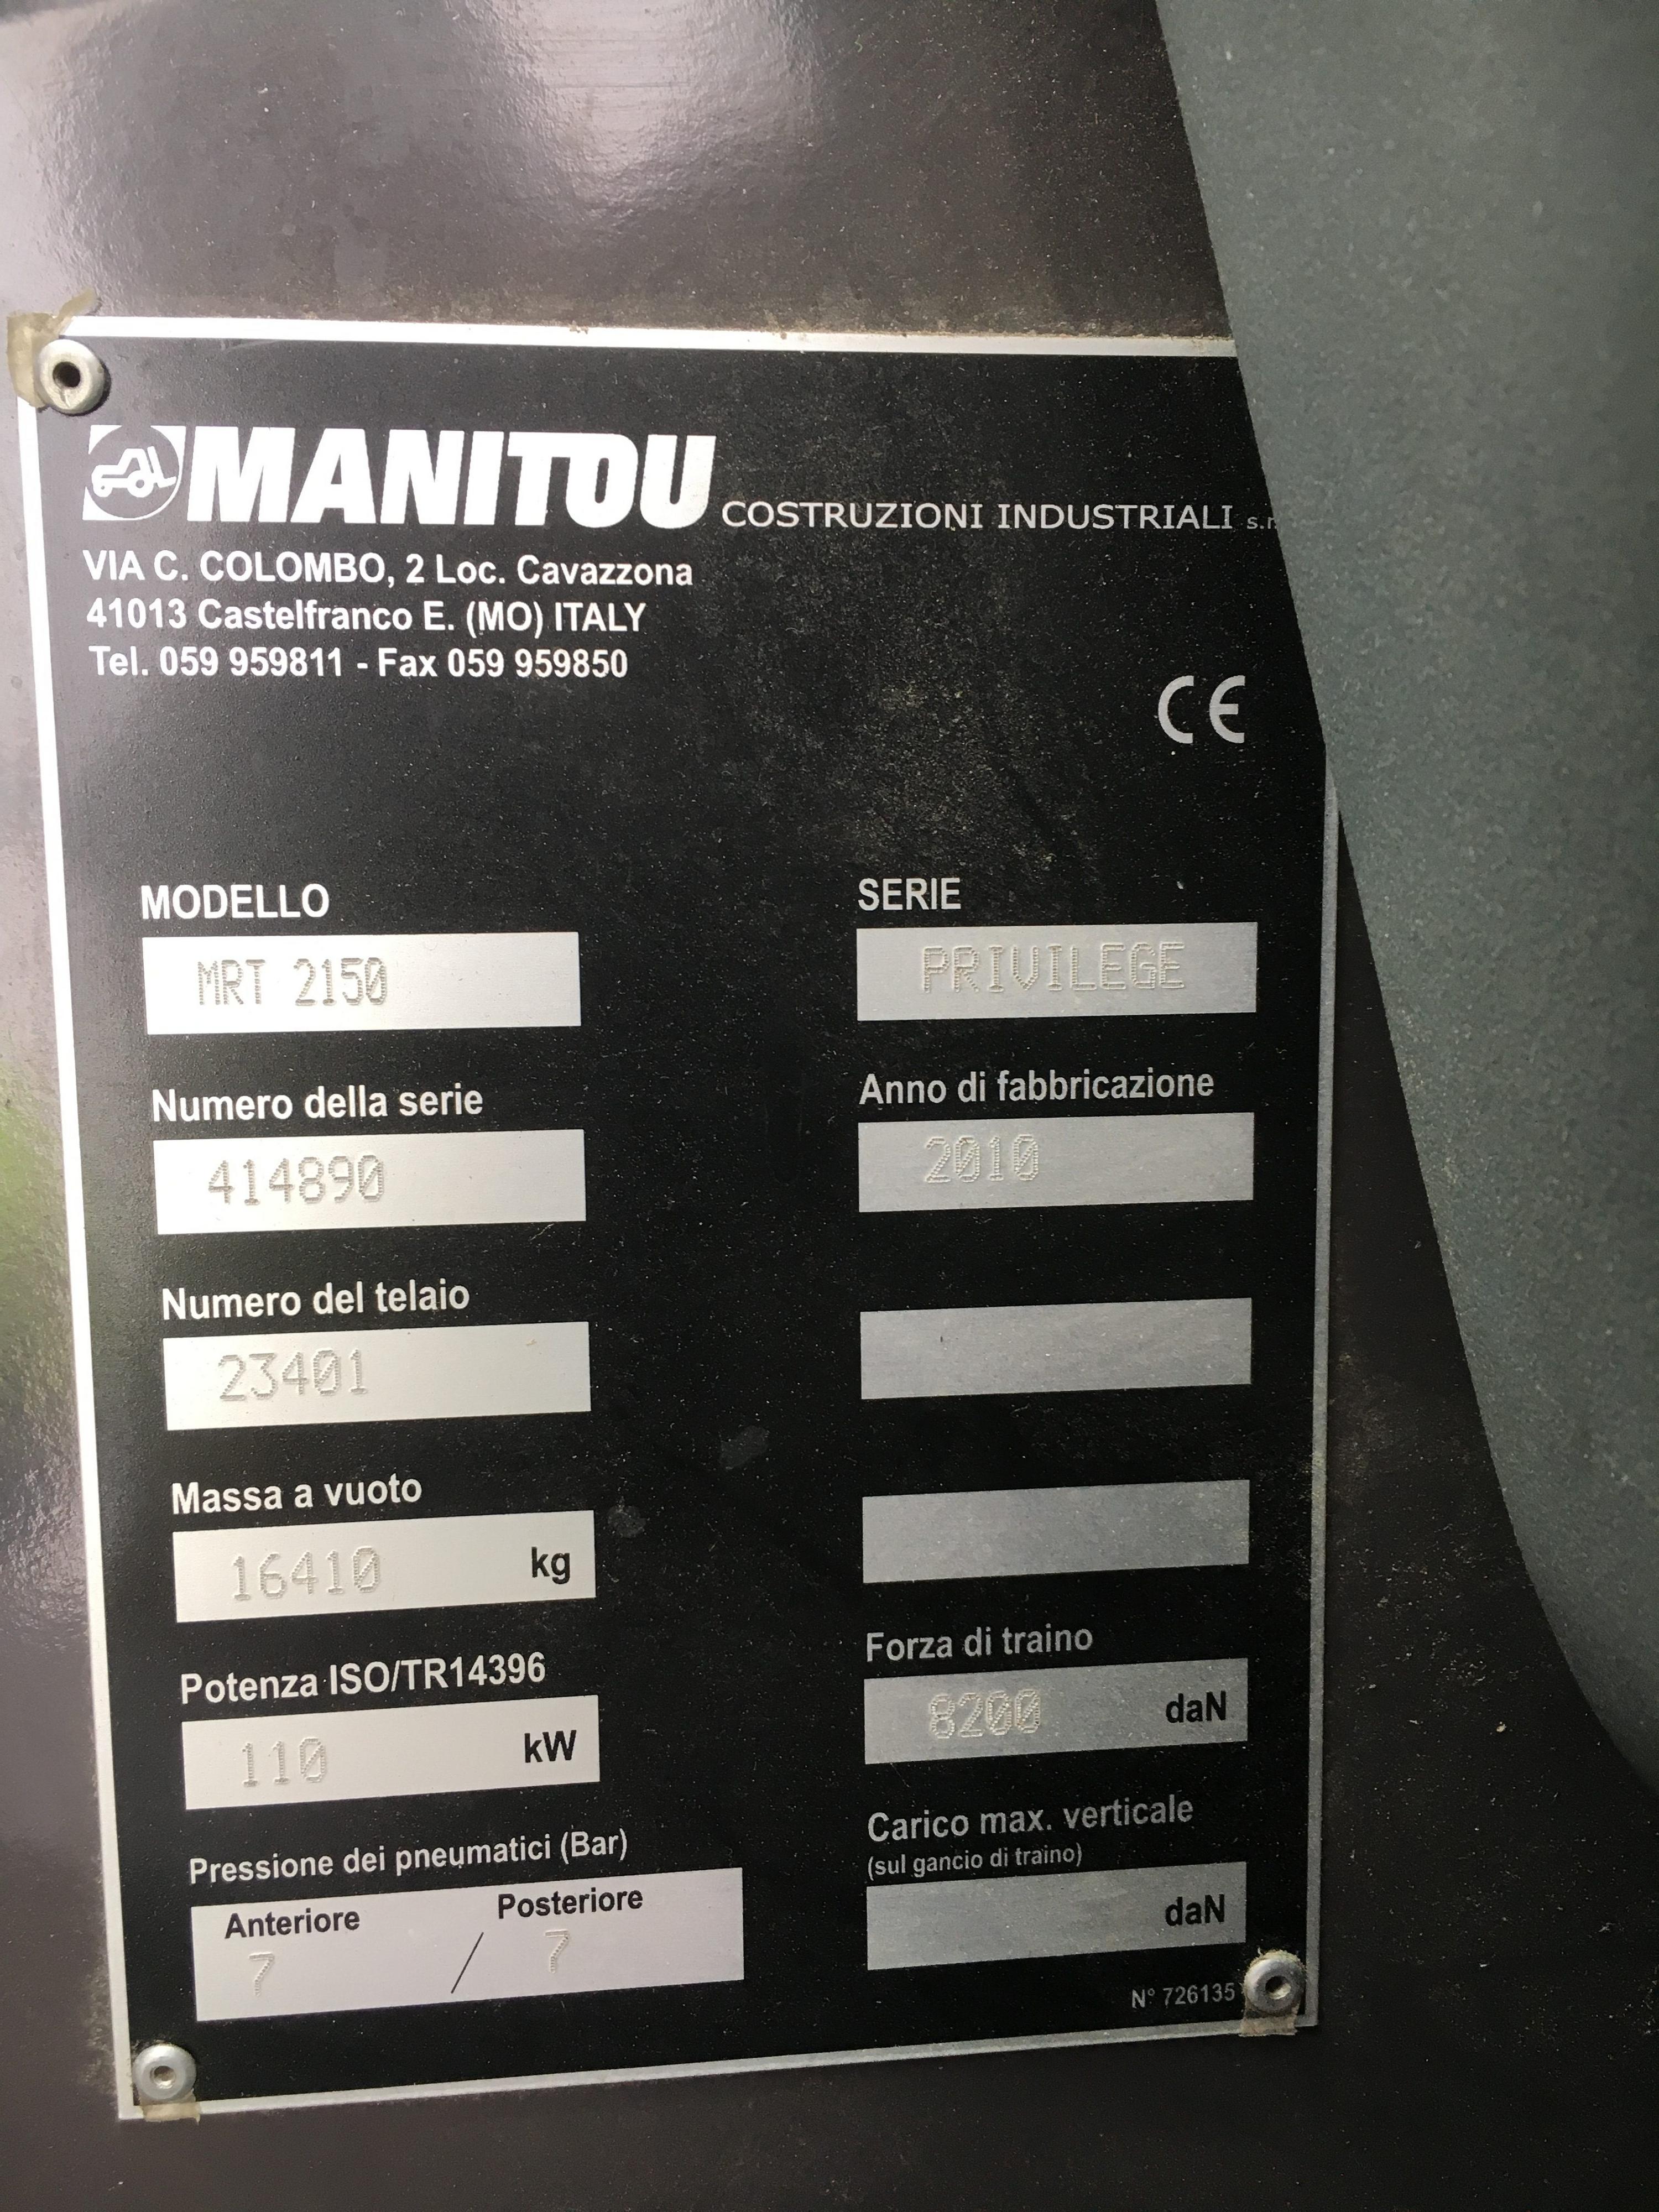 MANITOU COSTRUZIONI INDUSTRIALI
VIA C. COLOMBO, 2 Loc. Cavazzona
41013 Castelfranco E. (MO) ITALY
Tel. 059 959811 - Fax 059 959850
CE
MODELLO SERIE
MRT 2150 PRIVILEGE
Numero della serie Anno di fabbricazione
414890 2010
Numero del telaio
23401
Massa a vuoto
16410 kg
Potenza ISO/TR14396 Forza di traino
110 kW 8200 daN
Pressione dei pneumatici (Bar) Carico max. verticale
(sul gancio di traino)
Anteriore / Posteriore daN
7 7
N° 726135